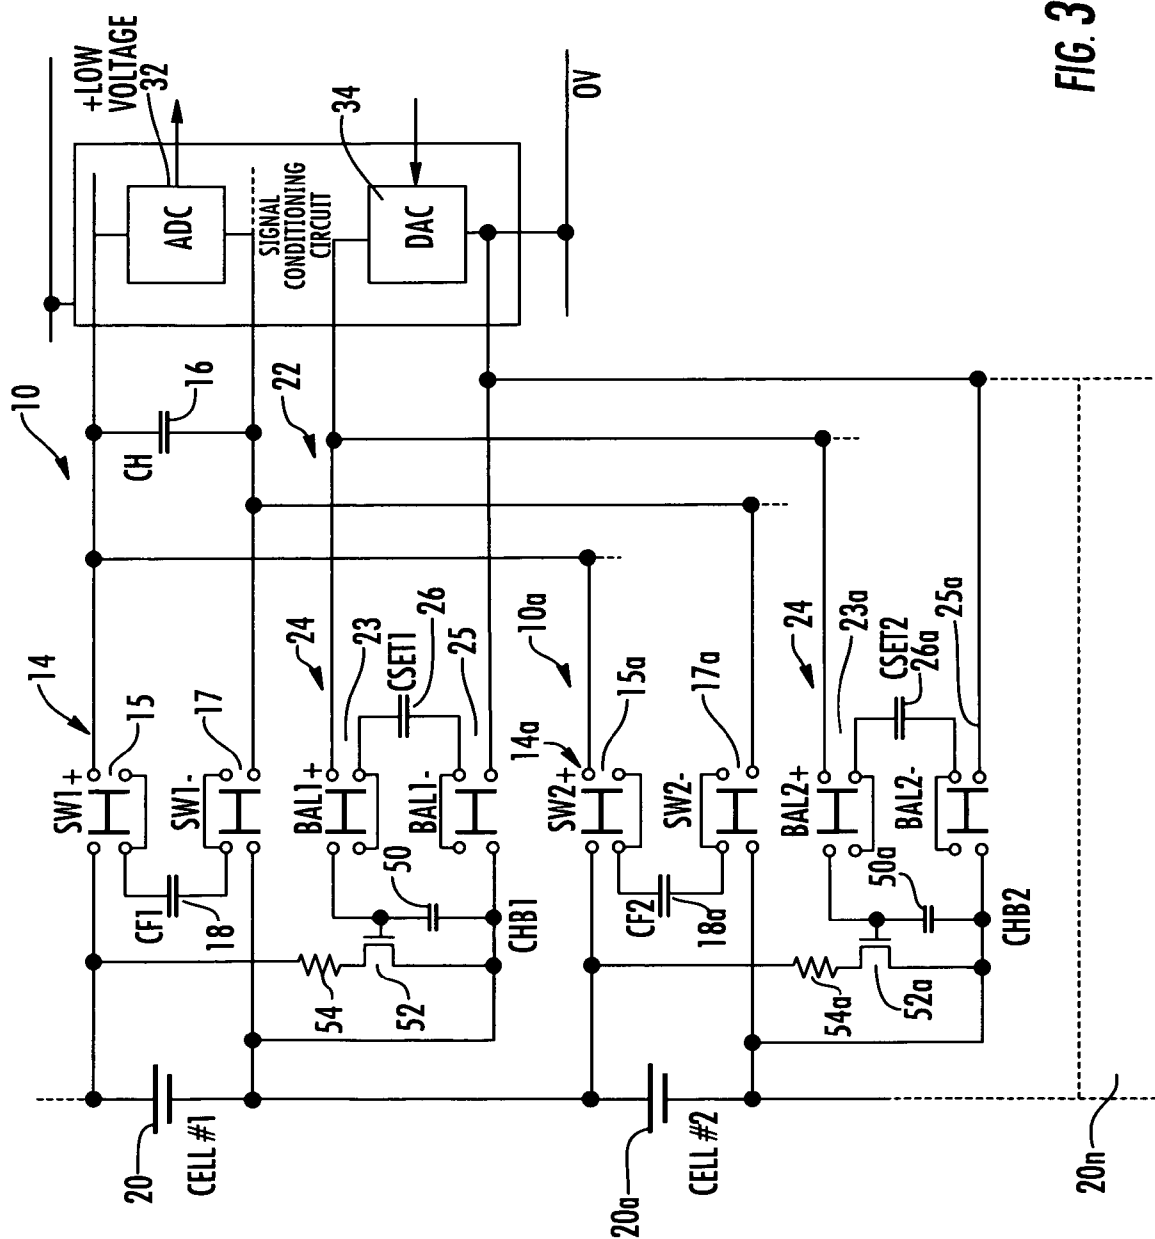 FIG. 3
+LOW
VOLTAGE
32
ADC
SIGNAL
CONDITIONING
CIRCUIT
34
DAC
0V
10
CH
16
22
14
SW1+
15
17
SW1-
CF1
18
24
BAL1+
23
CSET1
26
BAL1-
25
50
CHB1
54
52
20
CELL #1
10a
14a
SW2+
15a
17a
SW2-
CF2
18a
24
BAL2+
23a
CSET2
26a
BAL2-
25a
50a
CHB2
54a
52a
20a
CELL #2
20n